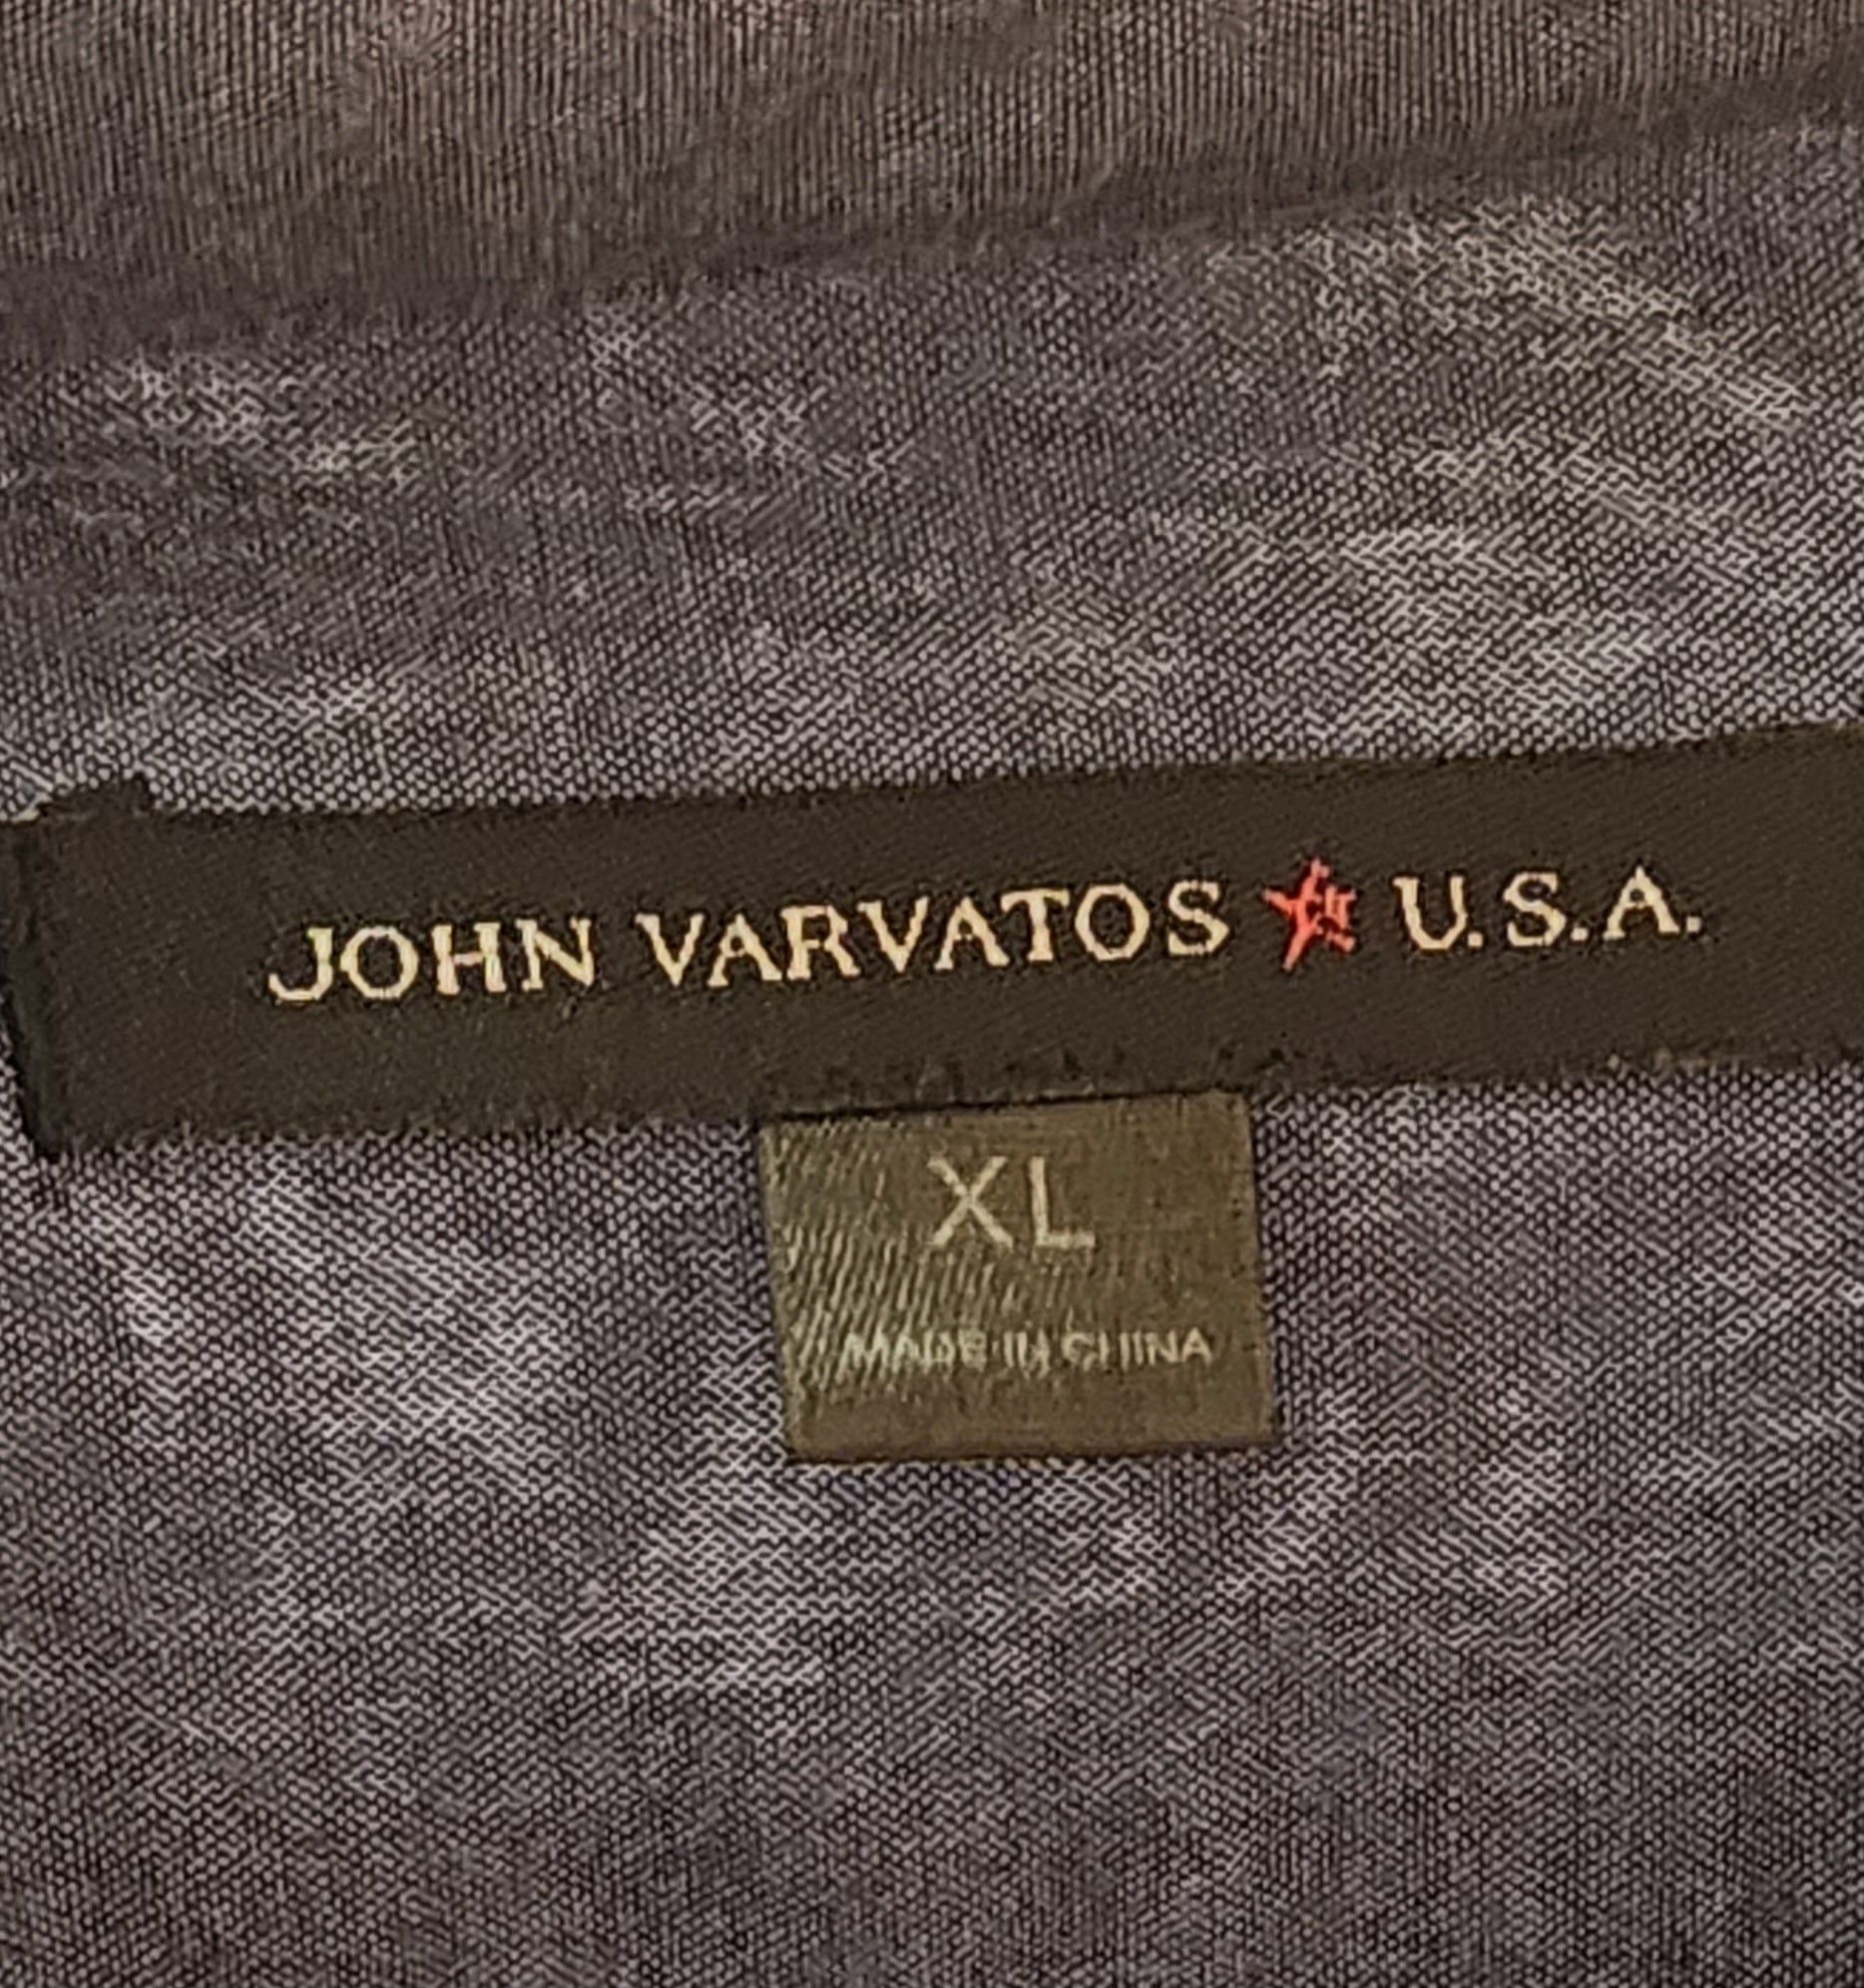 JOHN VARVATOS ★ U.S.A.
XL
MADE IN CHINA